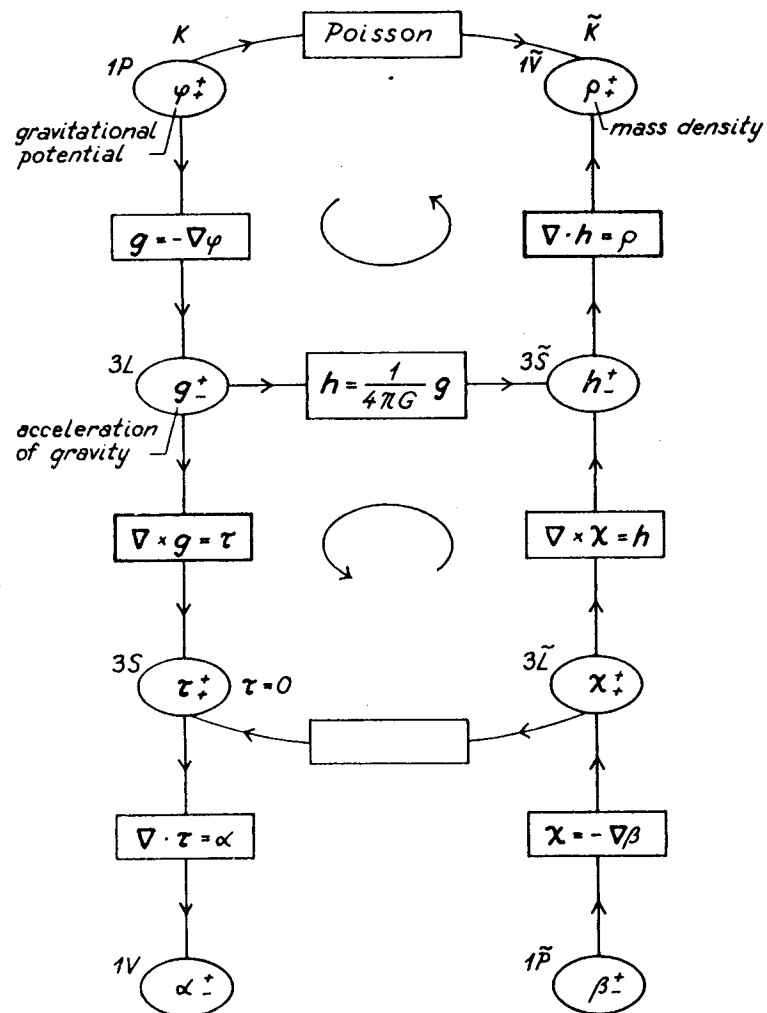 K
Poisson
K̃
1P
φ₊⁺
1Ṽ
ρ₊⁺
gravitational
potential
mass density
g = -∇φ
∇ · h = ρ
3L
g₋⁺
h = 1/4πG g
3S̃
h₋⁺
acceleration
of gravity
∇ × g = τ
∇ × χ = h
3S
τ₊⁺
τ = 0
3L̃
χ₊⁺
∇ · τ = α
χ = -∇β
1V
α₋⁺
1P̃
β₋⁺